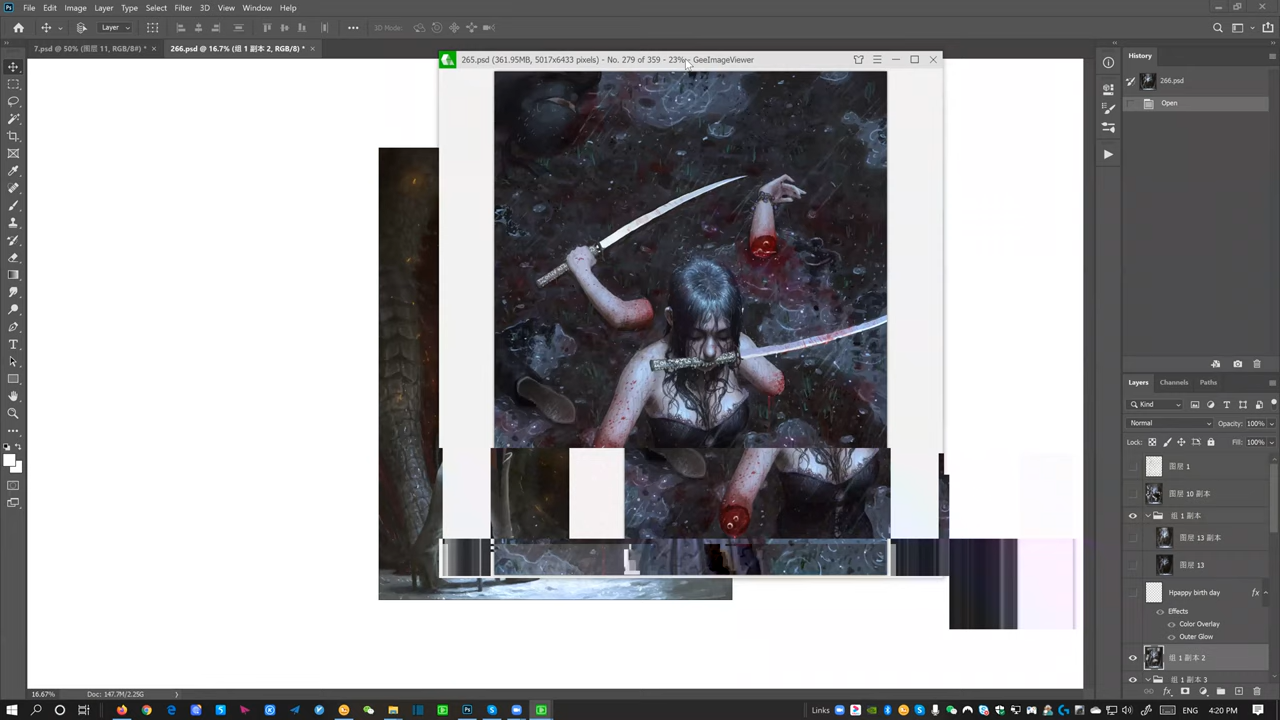 File Edit Image Layer Type Select Filter 3D View Window Help
Layer
3D Mode:
7.psd @ 50% (图层 11, RGB/8#) *
266.psd @ 16.7% (组 1 副本 2, RGB/8) *
265.psd (361.95MB, 5017x6433 pixels) - No. 279 of 359 - 23% - GeeImageViewer
History
266.psd
Open
Layers Channels Paths
Kind
Normal
Opacity: 100%
Lock:
Fill: 100%
图层 1
图层 10 副本
组 1 副本
图层 13 副本
图层 13
Hpappy birth day
fx
Effects
Color Overlay
Outer Glow
组 1 副本 2
组 1 副本 3
16.67%
Doc: 147.7M/2.25G
Links
4:20 PM